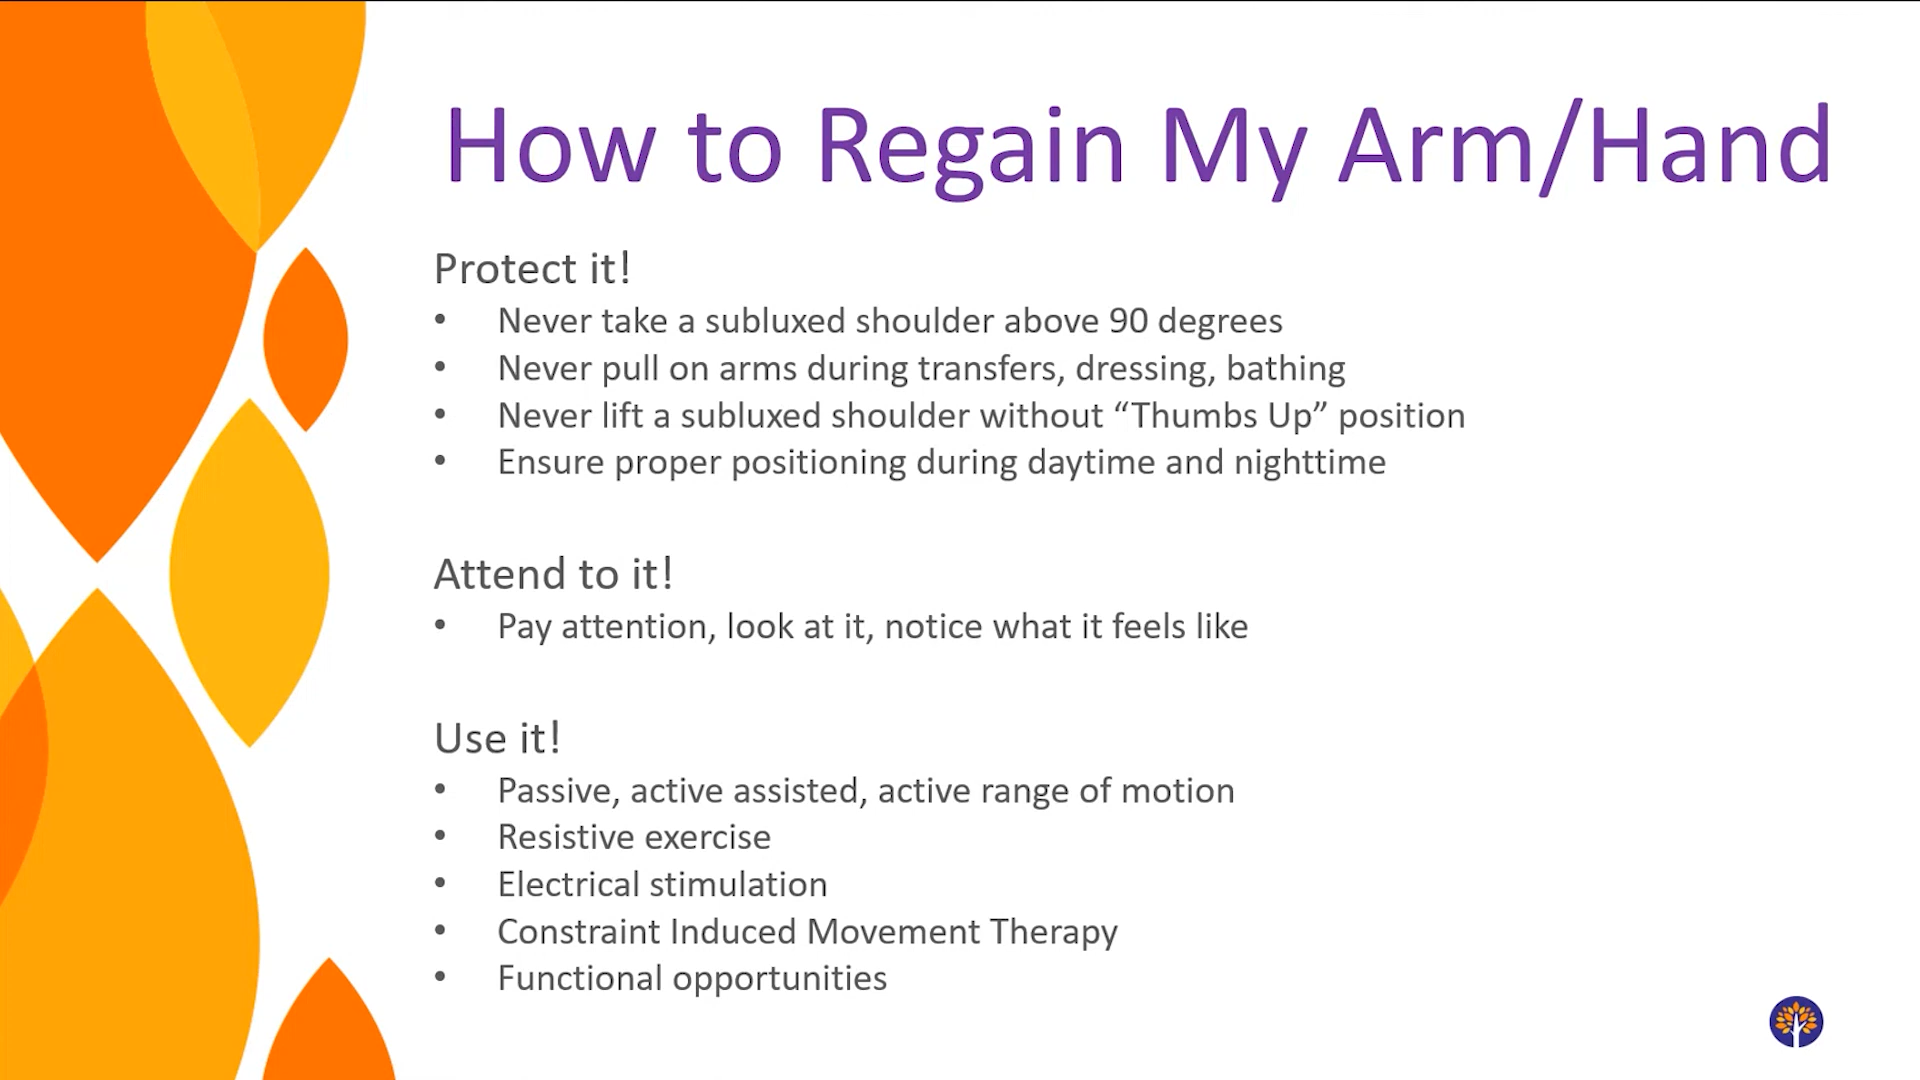 How to Regain My Arm/Hand
Protect it!
• Never take a subluxed shoulder above 90 degrees
• Never pull on arms during transfers, dressing, bathing
• Never lift a subluxed shoulder without “Thumbs Up” position
• Ensure proper positioning during daytime and nighttime
Attend to it!
• Pay attention, look at it, notice what it feels like
Use it!
• Passive, active assisted, active range of motion
• Resistive exercise
• Electrical stimulation
• Constraint Induced Movement Therapy
• Functional opportunities